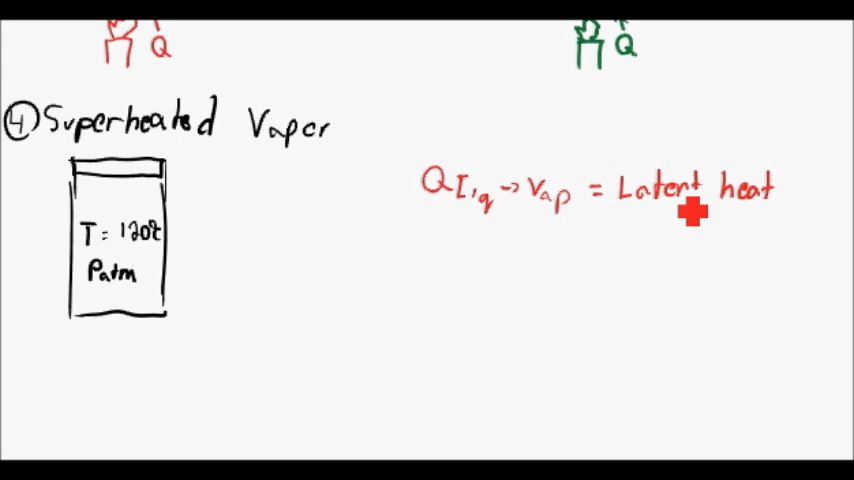 Q Q
④ Superheated Vapor
Q Liq -> Vap = Latent heat
T = 120℃
Patm